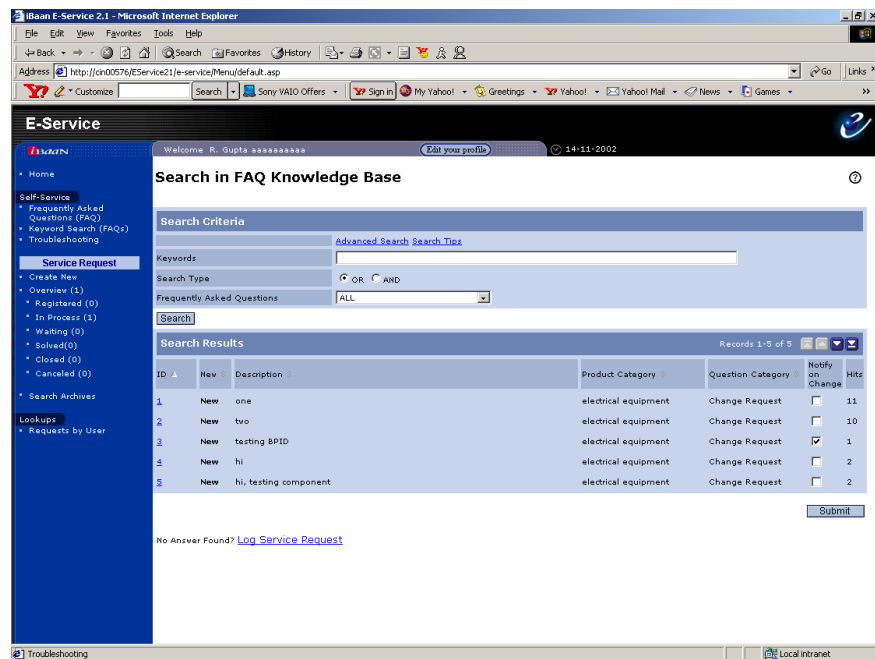 iBaan E-Service 2.1 - Microsoft Internet Explorer
File Edit View Favorites Tools Help
Back Search Favorites History
Address http://cin00576/EService21/e-service/Menu/default.asp Go Links »
Y! Customize Search Sony VAIO Offers Sign in My Yahoo! Greetings Yahoo! Yahoo! Mail News Games »
E-Service
iBaan Welcome R. Gupta aaaaaaaaaa Edit your profile 14-11-2002
Home
Self-Service
Frequently Asked
Questions (FAQ)
Keyword Search (FAQs)
Troubleshooting
Service Request
Create New
Overview (1)
Registered (0)
In Process (1)
Waiting (0)
Solved(0)
Closed (0)
Canceled (0)
Search Archives
Lookups
Requests by User
Search in FAQ Knowledge Base ?
Search Criteria
Advanced Search Search Tips
Keywords
Search Type OR AND
Frequently Asked Questions ALL
Search
Search Results Records 1-5 of 5
ID New Description Product Category Question Category Notify on Change Hits
1 New one electrical equipment Change Request 11
2 New two electrical equipment Change Request 10
3 New testing BPID electrical equipment Change Request 1
4 New hi electrical equipment Change Request 2
5 New hi, testing component electrical equipment Change Request 2
Submit
No Answer Found? Log Service Request
Troubleshooting Local intranet